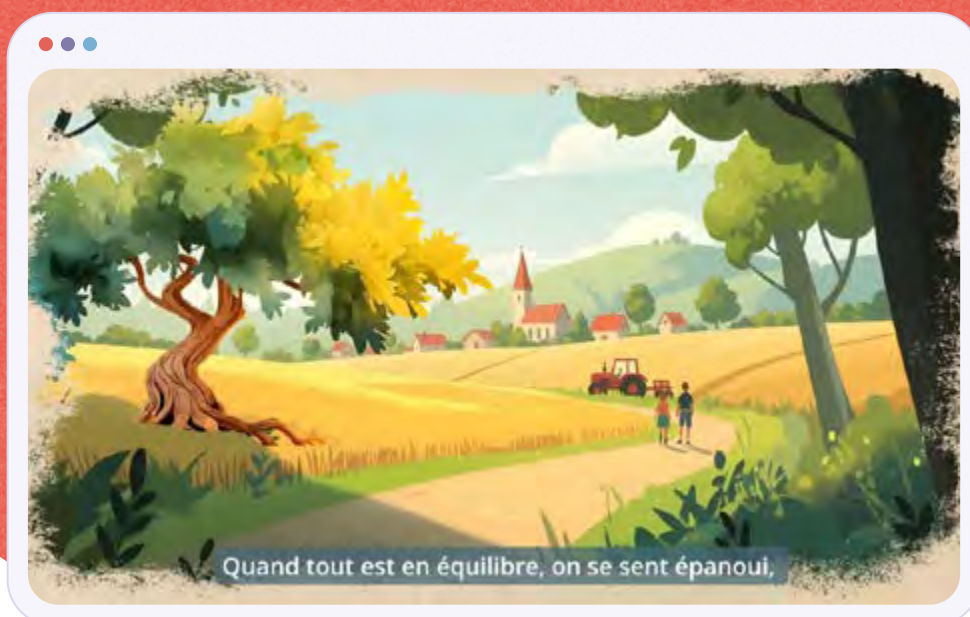 Quand tout est en équilibre, on se sent épanoui,